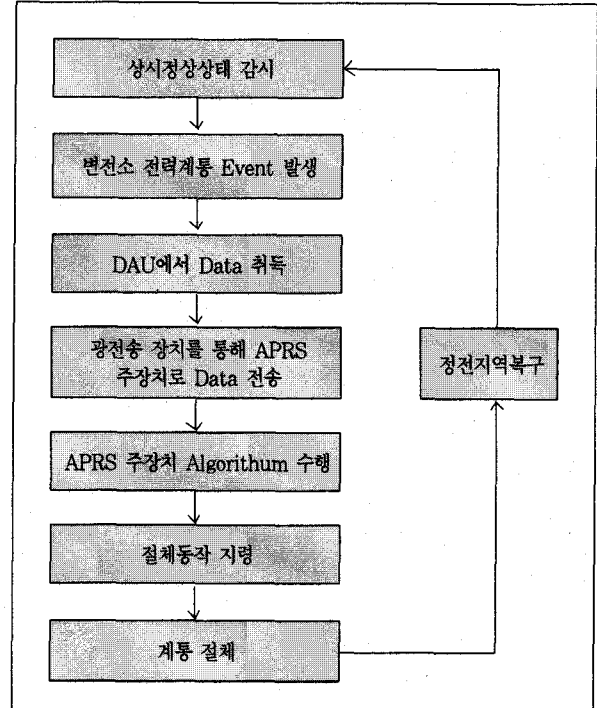 상시정상상태 감시
변전소 전력계통 Event 발생
DAU에서 Data 취득
광전송 장치를 통해 APRS
주장치로 Data 전송
정전지역복구
APRS 주장치 Algorithum 수행
절체동작 지령
계통 절체